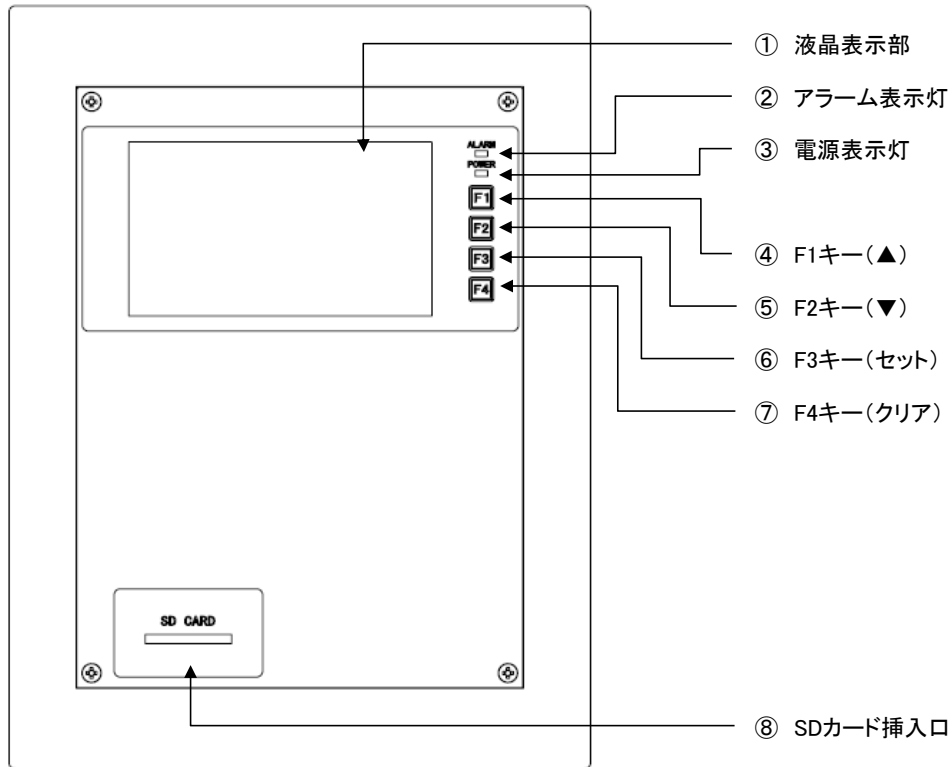 ① 液晶表示部
② アラーム表示灯
ALARM
③ 電源表示灯
POWER
F1
F2
④ F1キー(▲)
F3
F4
⑤ F2キー(▼)
⑥ F3キー(セット)
⑦ F4キー(クリア)
SD CARD
⑧ SDカード挿入口